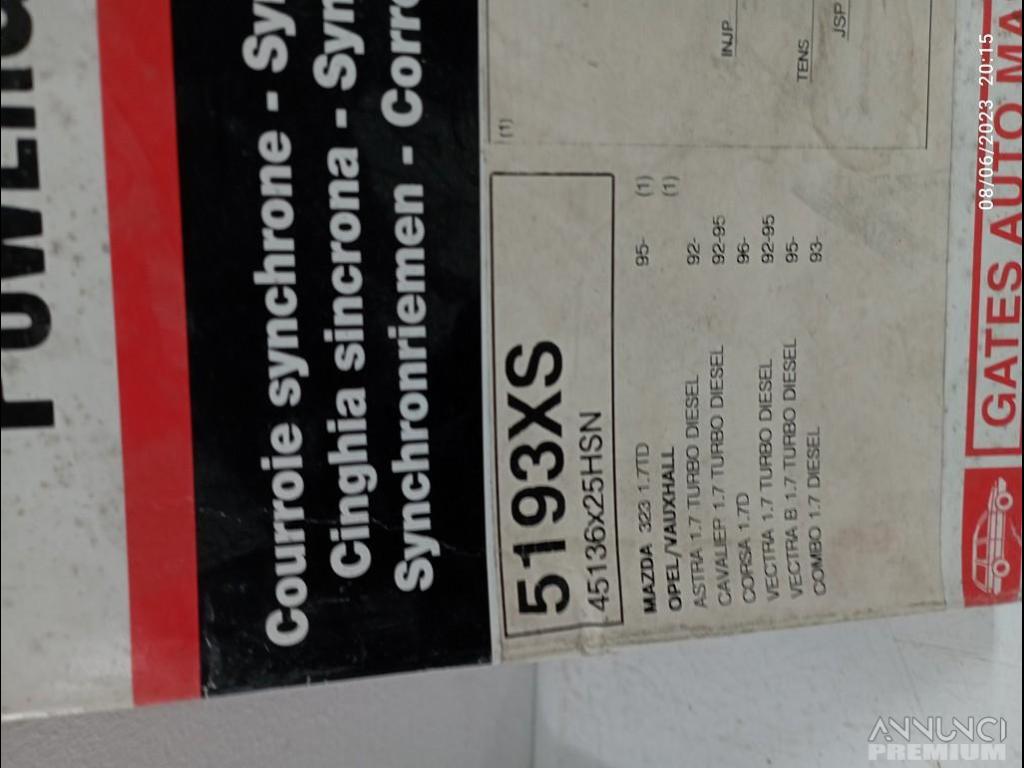 Courroie synchrone - Syn
Cinghia sincrona - Syn
Synchronriemen - Corre
5193XS
45136x25HSN
MAZDA 323 1.7TD 95- (1)
OPEL/VAUXHALL (1)
ASTRA 1.7 TURBO DIESEL 92-
CAVALIER 1.7 TURBO DIESEL 92-95
CORSA 1.7D 96-
VECTRA 1.7 TURBO DIESEL 92-95
VECTRA B 1.7 TURBO DIESEL 95-
COMBO 1.7 DIESEL 93-
(1)
INJP
TENS
JSP
GATES AUTO MA
08/06/2023 20:15
ANNUNCI
PREMIUM